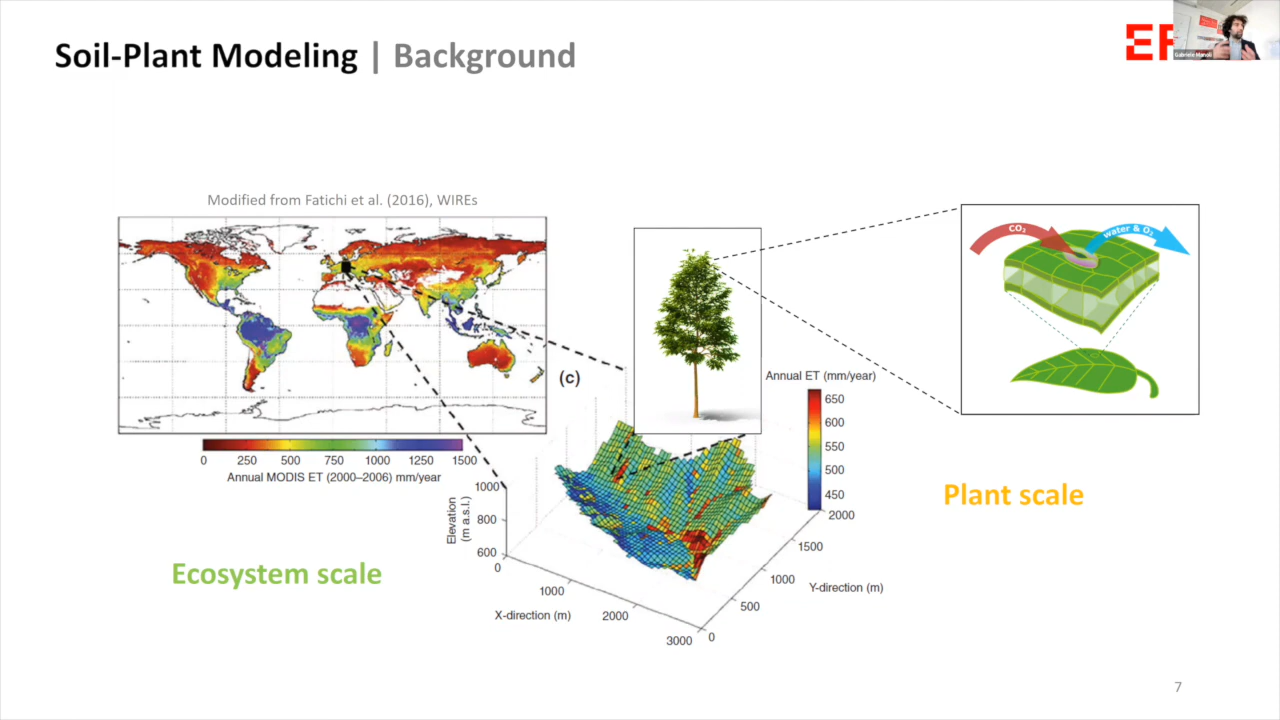 Soil-Plant Modeling | Background
Gabriele Manoli
Modified from Fatichi et al. (2016), WIREs
CO₂
water & O₂
(c)
Annual ET (mm/year)
650
600
550
500
450
0 250 500 750 1000 1250 1500
Annual MODIS ET (2000–2006) mm/year
Elevation
(m a.s.l.)
1000
800
600
0
1000
2000
3000
X-direction (m)
2000
1500
1000
500
0
Y-direction (m)
Plant scale
Ecosystem scale
7